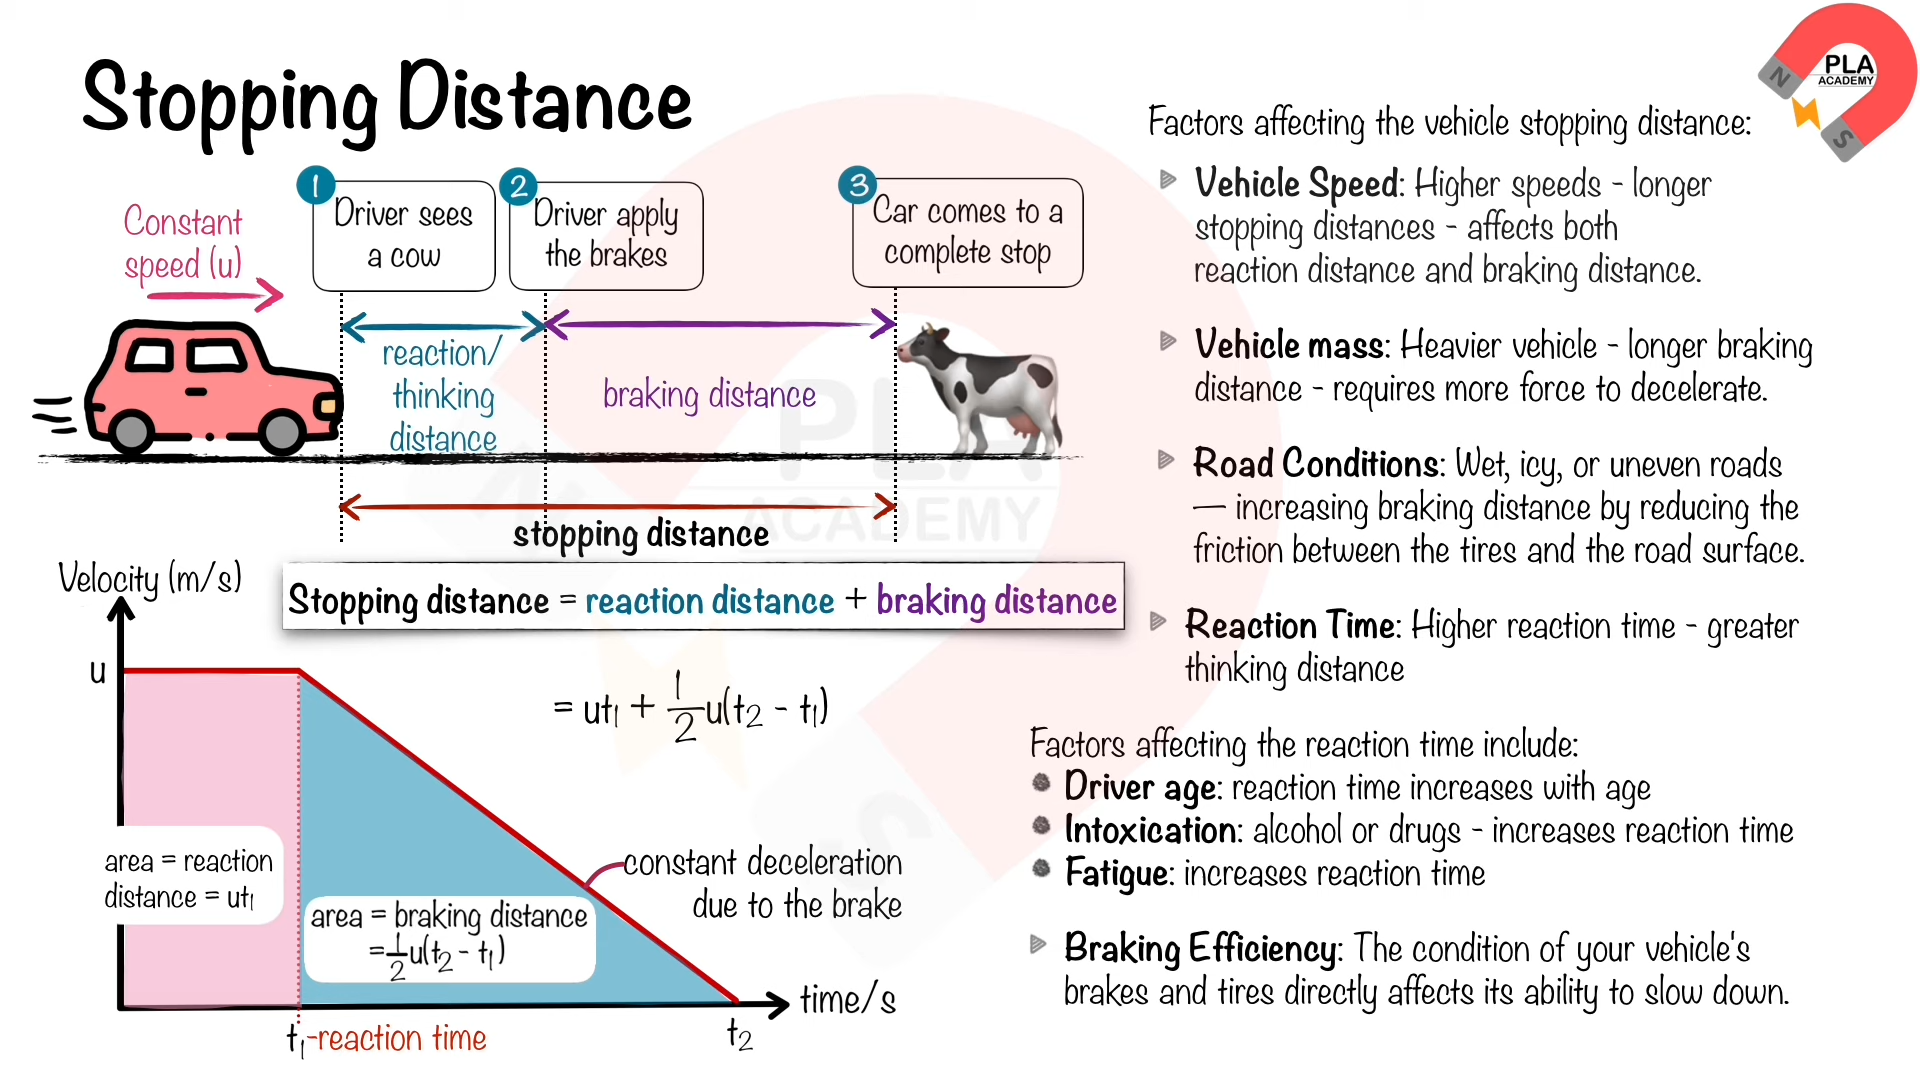 Stopping Distance
N
PLA
ACADEMY
S
Constant
speed (u)
1
Driver sees
a cow
2
Driver apply
the brakes
3
Car comes to a
complete stop
reaction/
thinking
distance
braking distance
stopping distance
Stopping distance = reaction distance + braking distance
= ut₁ + 1/2 u(t₂ - t₁)
Velocity (m/s)
u
area = reaction
distance = ut₁
area = braking distance
= 1/2 u(t₂ - t₁)
constant deceleration
due to the brake
time/s
t₁-reaction time
t₂
Factors affecting the vehicle stopping distance:
Vehicle Speed: Higher speeds - longer
stopping distances - affects both
reaction distance and braking distance.
Vehicle mass: Heavier vehicle - longer braking
distance - requires more force to decelerate.
Road Conditions: Wet, icy, or uneven roads
— increasing braking distance by reducing the
friction between the tires and the road surface.
Reaction Time: Higher reaction time - greater
thinking distance
Factors affecting the reaction time include:
Driver age: reaction time increases with age
Intoxication: alcohol or drugs - increases reaction time
Fatigue: increases reaction time
Braking Efficiency: The condition of your vehicle's
brakes and tires directly affects its ability to slow down.
PLA
ACADEMY
S